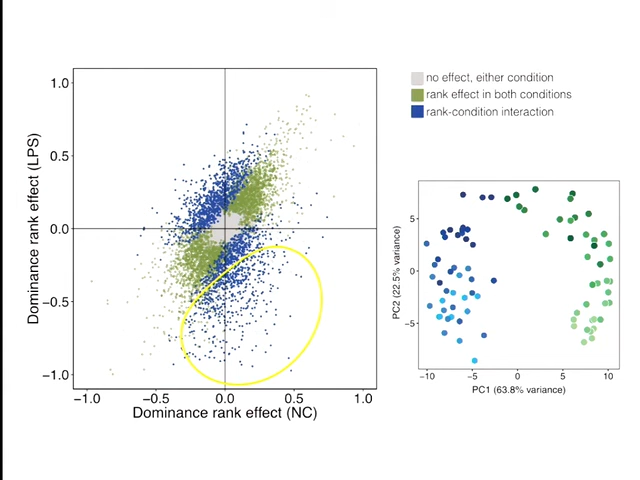 no effect, either condition
rank effect in both conditions
rank-condition interaction
Dominance rank effect (LPS)
1.0
0.5
0.0
−0.5
−1.0
−1.0 −0.5 0.0 0.5 1.0
Dominance rank effect (NC)
PC2 (22.5% variance)
5
0
−5
−10 −5 0 5 10
PC1 (63.8% variance)